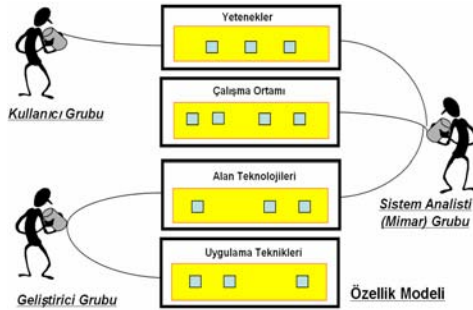 Yetenekler
Kullanıcı Grubu
Çalışma Ortamı
Alan Teknolojileri
Sistem Analisti
(Mimar) Grubu
Uygulama Teknikleri
Geliştirici Grubu
Özellik Modeli